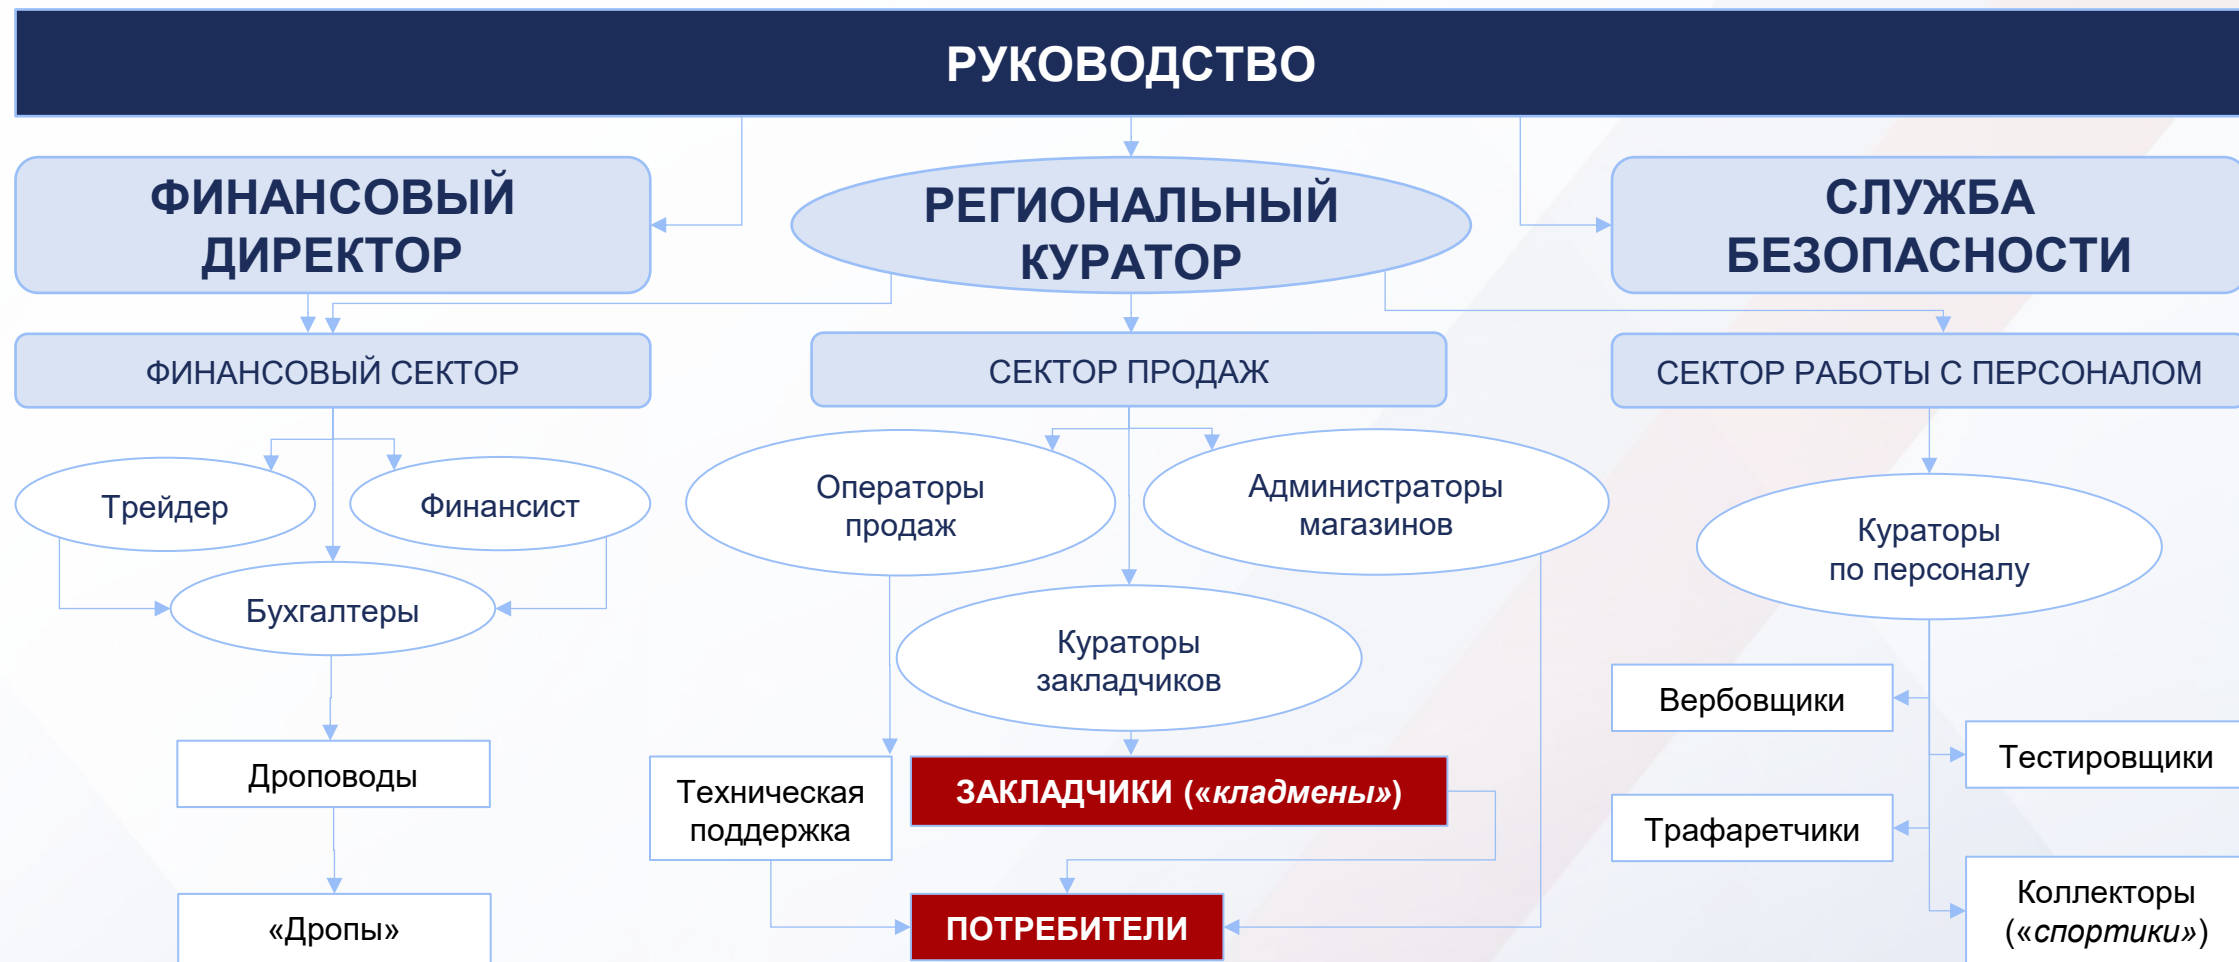 РУКОВОДСТВО
ФИНАНСОВЫЙ
ДИРЕКТОР
РЕГИОНАЛЬНЫЙ
КУРАТОР
СЛУЖБА
БЕЗОПАСНОСТИ
ФИНАНСОВЫЙ СЕКТОР
СЕКТОР ПРОДАЖ
СЕКТОР РАБОТЫ С ПЕРСОНАЛОМ
Трейдер
Финансист
Бухгалтеры
Дроповоды
«Дропы»
Операторы
продаж
Администраторы
магазинов
Кураторы
закладчиков
Техническая
поддержка
ЗАКЛАДЧИКИ («кладмены»)
ПОТРЕБИТЕЛИ
Кураторы
по персоналу
Вербовщики
Тестировщики
Трафаретчики
Коллекторы
(«спортики»)